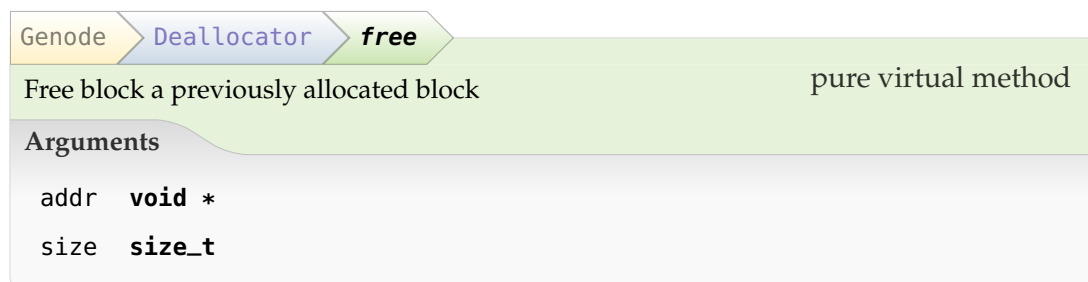 Genode Deallocator free
Free block a previously allocated block pure virtual method
Arguments
addr void *
size size_t